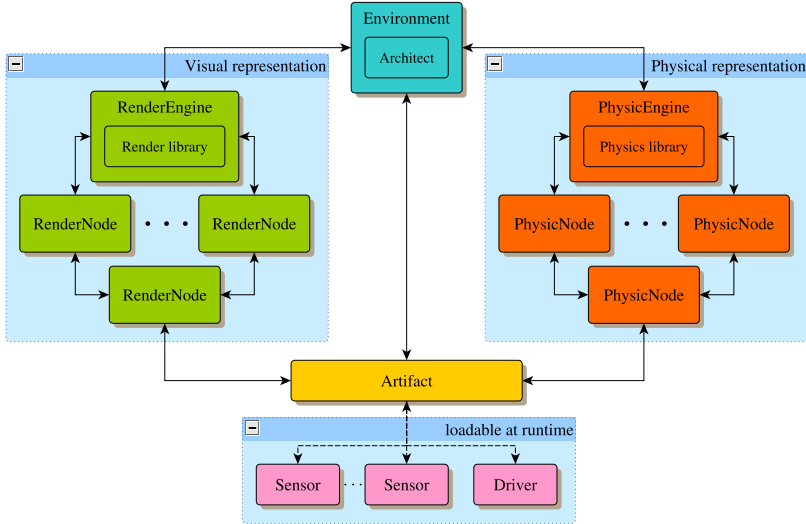 Environment
Architect
Visual representation
Physical representation
RenderEngine
Render library
PhysicEngine
Physics library
RenderNode
. . .
RenderNode
PhysicNode
. . .
PhysicNode
RenderNode
PhysicNode
Artifact
loadable at runtime
Sensor
...
Sensor
Driver